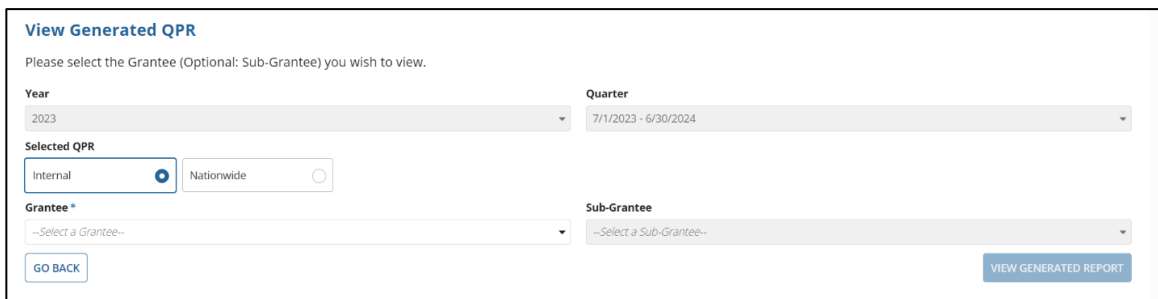 View Generated QPR
Please select the Grantee (Optional: Sub-Grantee) you wish to view.
Year
Quarter
2023
7/1/2023 - 6/30/2024
Selected QPR
Internal
Nationwide
Grantee *
Sub-Grantee
--Select a Grantee--
--Select a Sub-Grantee--
GO BACK
VIEW GENERATED REPORT